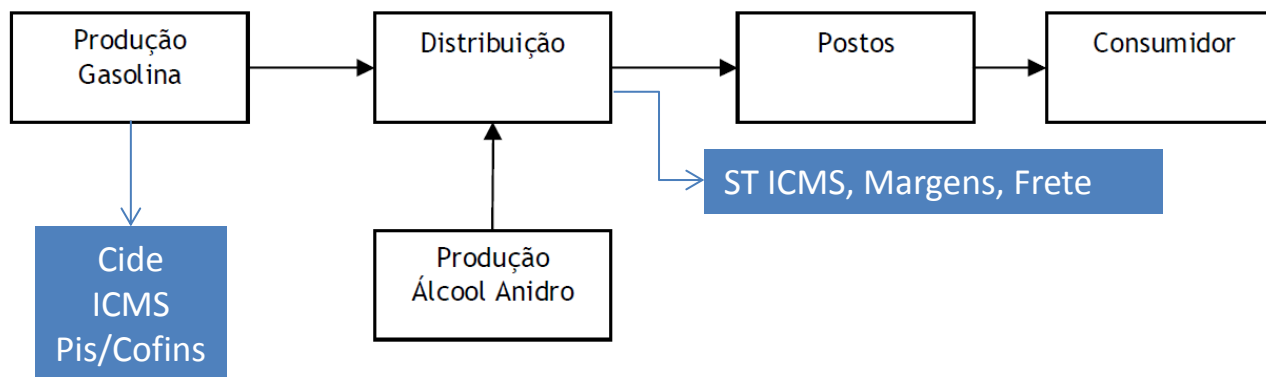 Produção
Gasolina
Distribuição
Postos
Consumidor
ST ICMS, Margens, Frete
Cide
ICMS
Pis/Cofins
Produção
Álcool Anidro